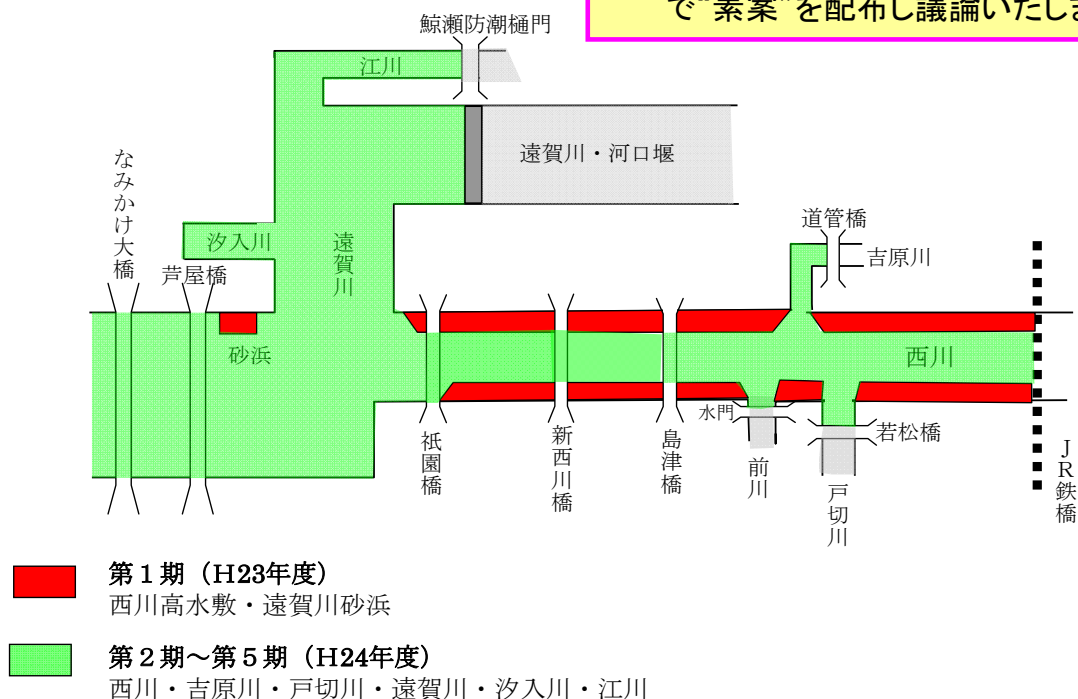 で“素案”を配布し議論いたしま
鯨瀬防潮樋門
江川
遠賀川・河口堰
なみかけ大橋
汐入川
遠賀川
道管橋
吉原川
芦屋橋
砂浜
西川
水門
若松橋
祇園橋
新西川橋
島津橋
前川
戸切川
JR鉄橋
第1期（H23年度）
西川高水敷・遠賀川砂浜
第2期～第5期（H24年度）
西川・吉原川・戸切川・遠賀川・汐入川・江川